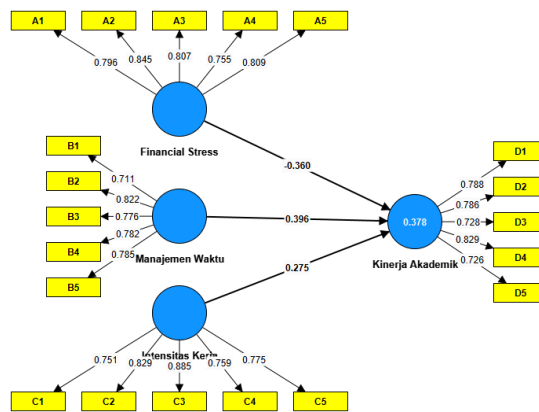 A1 A2 A3 A4 A5
0.796 0.845 0.807 0.755 0.809
Financial Stress
-0.360
B1
B2
B3
B4
B5
0.711
0.822
0.776
0.782
0.785
Manajemen Waktu
0.396
0.275
0.378
Kinerja Akademik
D1
D2
D3
D4
D5
0.788
0.786
0.728
0.829
0.726
Intensitas Kerja
0.751 0.829 0.885 0.759 0.775
C1 C2 C3 C4 C5